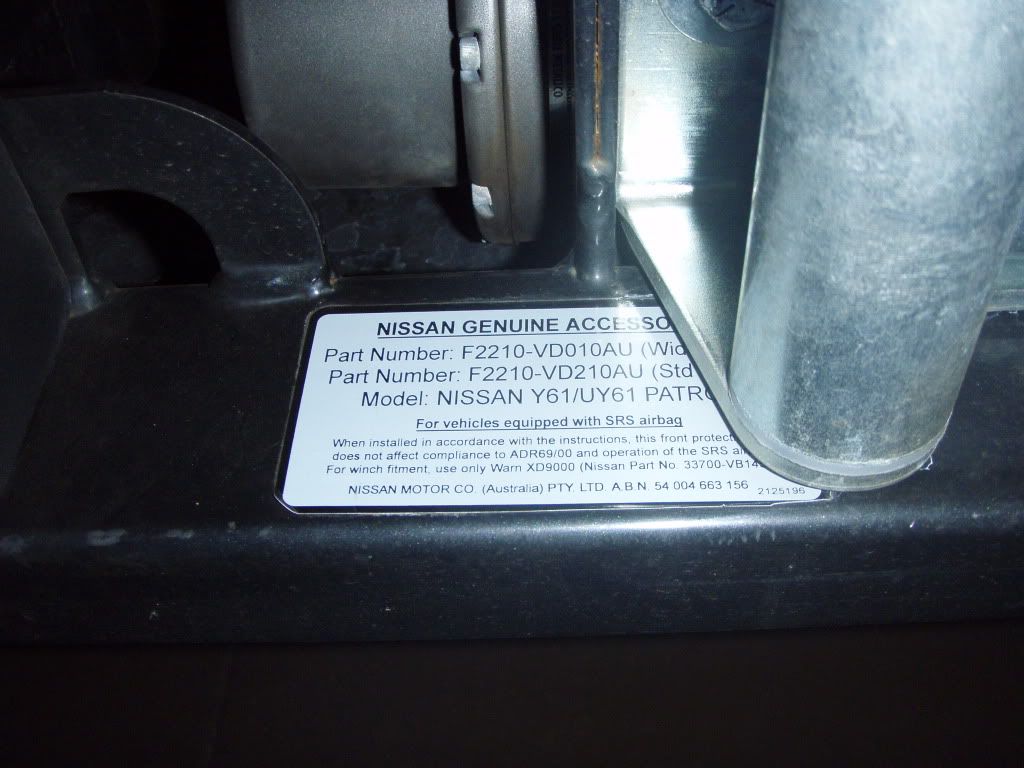 NISSAN GENUINE ACCESSO
Part Number: F2210-VD010AU (Wid
Part Number: F2210-VD210AU (Std
Model: NISSAN Y61/UY61 PATRO
For vehicles equipped with SRS airbag
When installed in accordance with the instructions, this front protect
does not affect compliance to ADR69/00 and operation of the SRS ai
For winch fitment, use only Warn XD9000 (Nissan Part No. 33700-VB14
NISSAN MOTOR CO. (Australia) PTY. LTD. A.B.N. 54 004 663 156
2125196